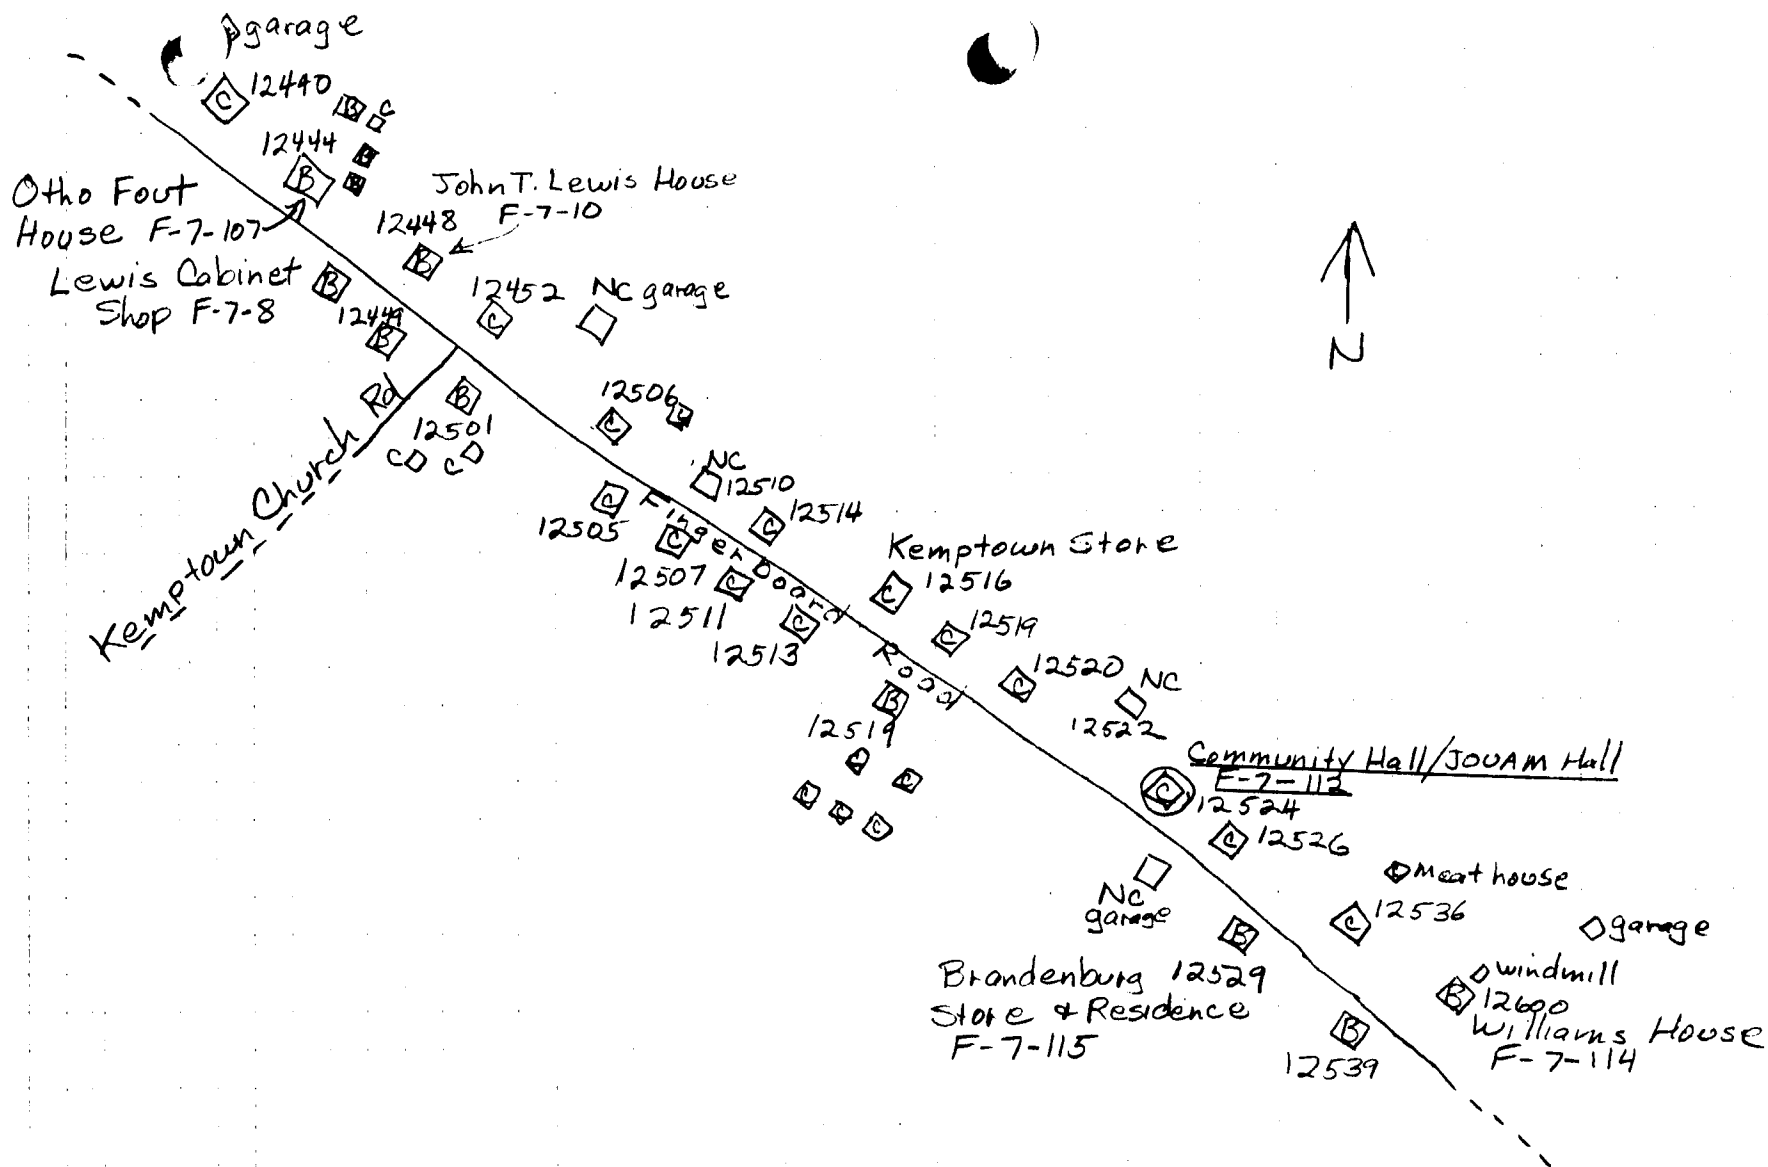 garage
12440
C
B
C
12444
B
B
B
Otho Fout
House F-7-107
John T. Lewis House
F-7-10
12448
B
Lewis Cabinet
Shop F-7-8
B
12449
B
12452
C
NC garage
N
Kemptown Church Rd
B
12501
C
C
12506
C
NC
12510
C
12505
Fingerboard Road
C
12514
C
12507
C
12511
C
12513
Kemptown Store
C
12516
C
12519
C
12520
NC
12522
B
12519
C
C
C
C
C
Community Hall/JOUAM Hall
F-7-112
C
12524
C
12526
NC
garage
Meat house
C
12536
garage
B
Brandenburg 12529
Store & Residence
F-7-115
windmill
B
12600
Williams House
F-7-114
B
12539